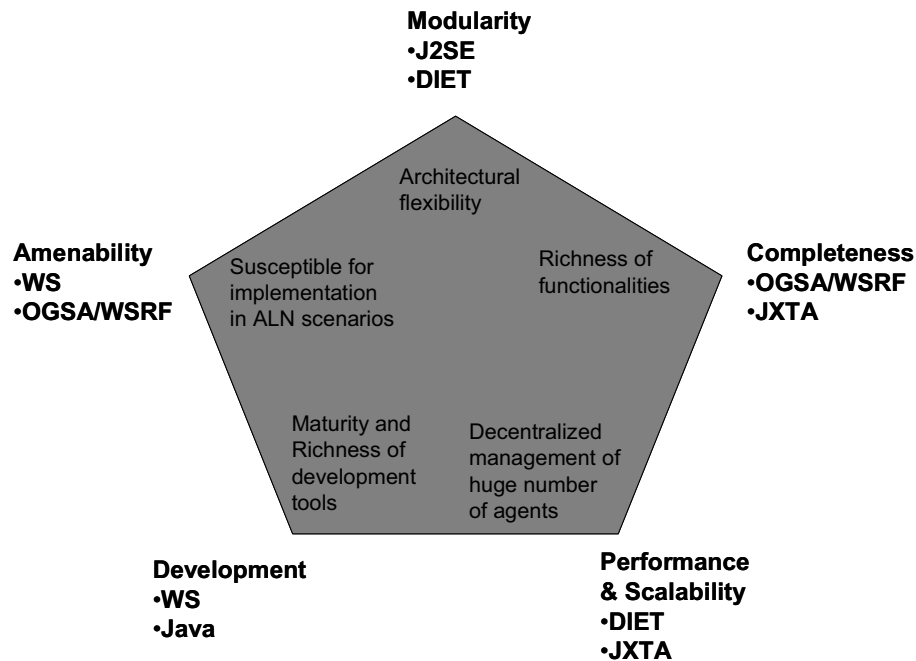 Modularity
•J2SE
•DIET
Architectural
flexibility
Amenability
•WS
•OGSA/WSRF
Susceptible for
implementation
in ALN scenarios
Richness of
functionalities
Completeness
•OGSA/WSRF
•JXTA
Maturity and
Richness of
development
tools
Decentralized
management of
huge number
of agents
Development
•WS
•Java
Performance
& Scalability
•DIET
•JXTA